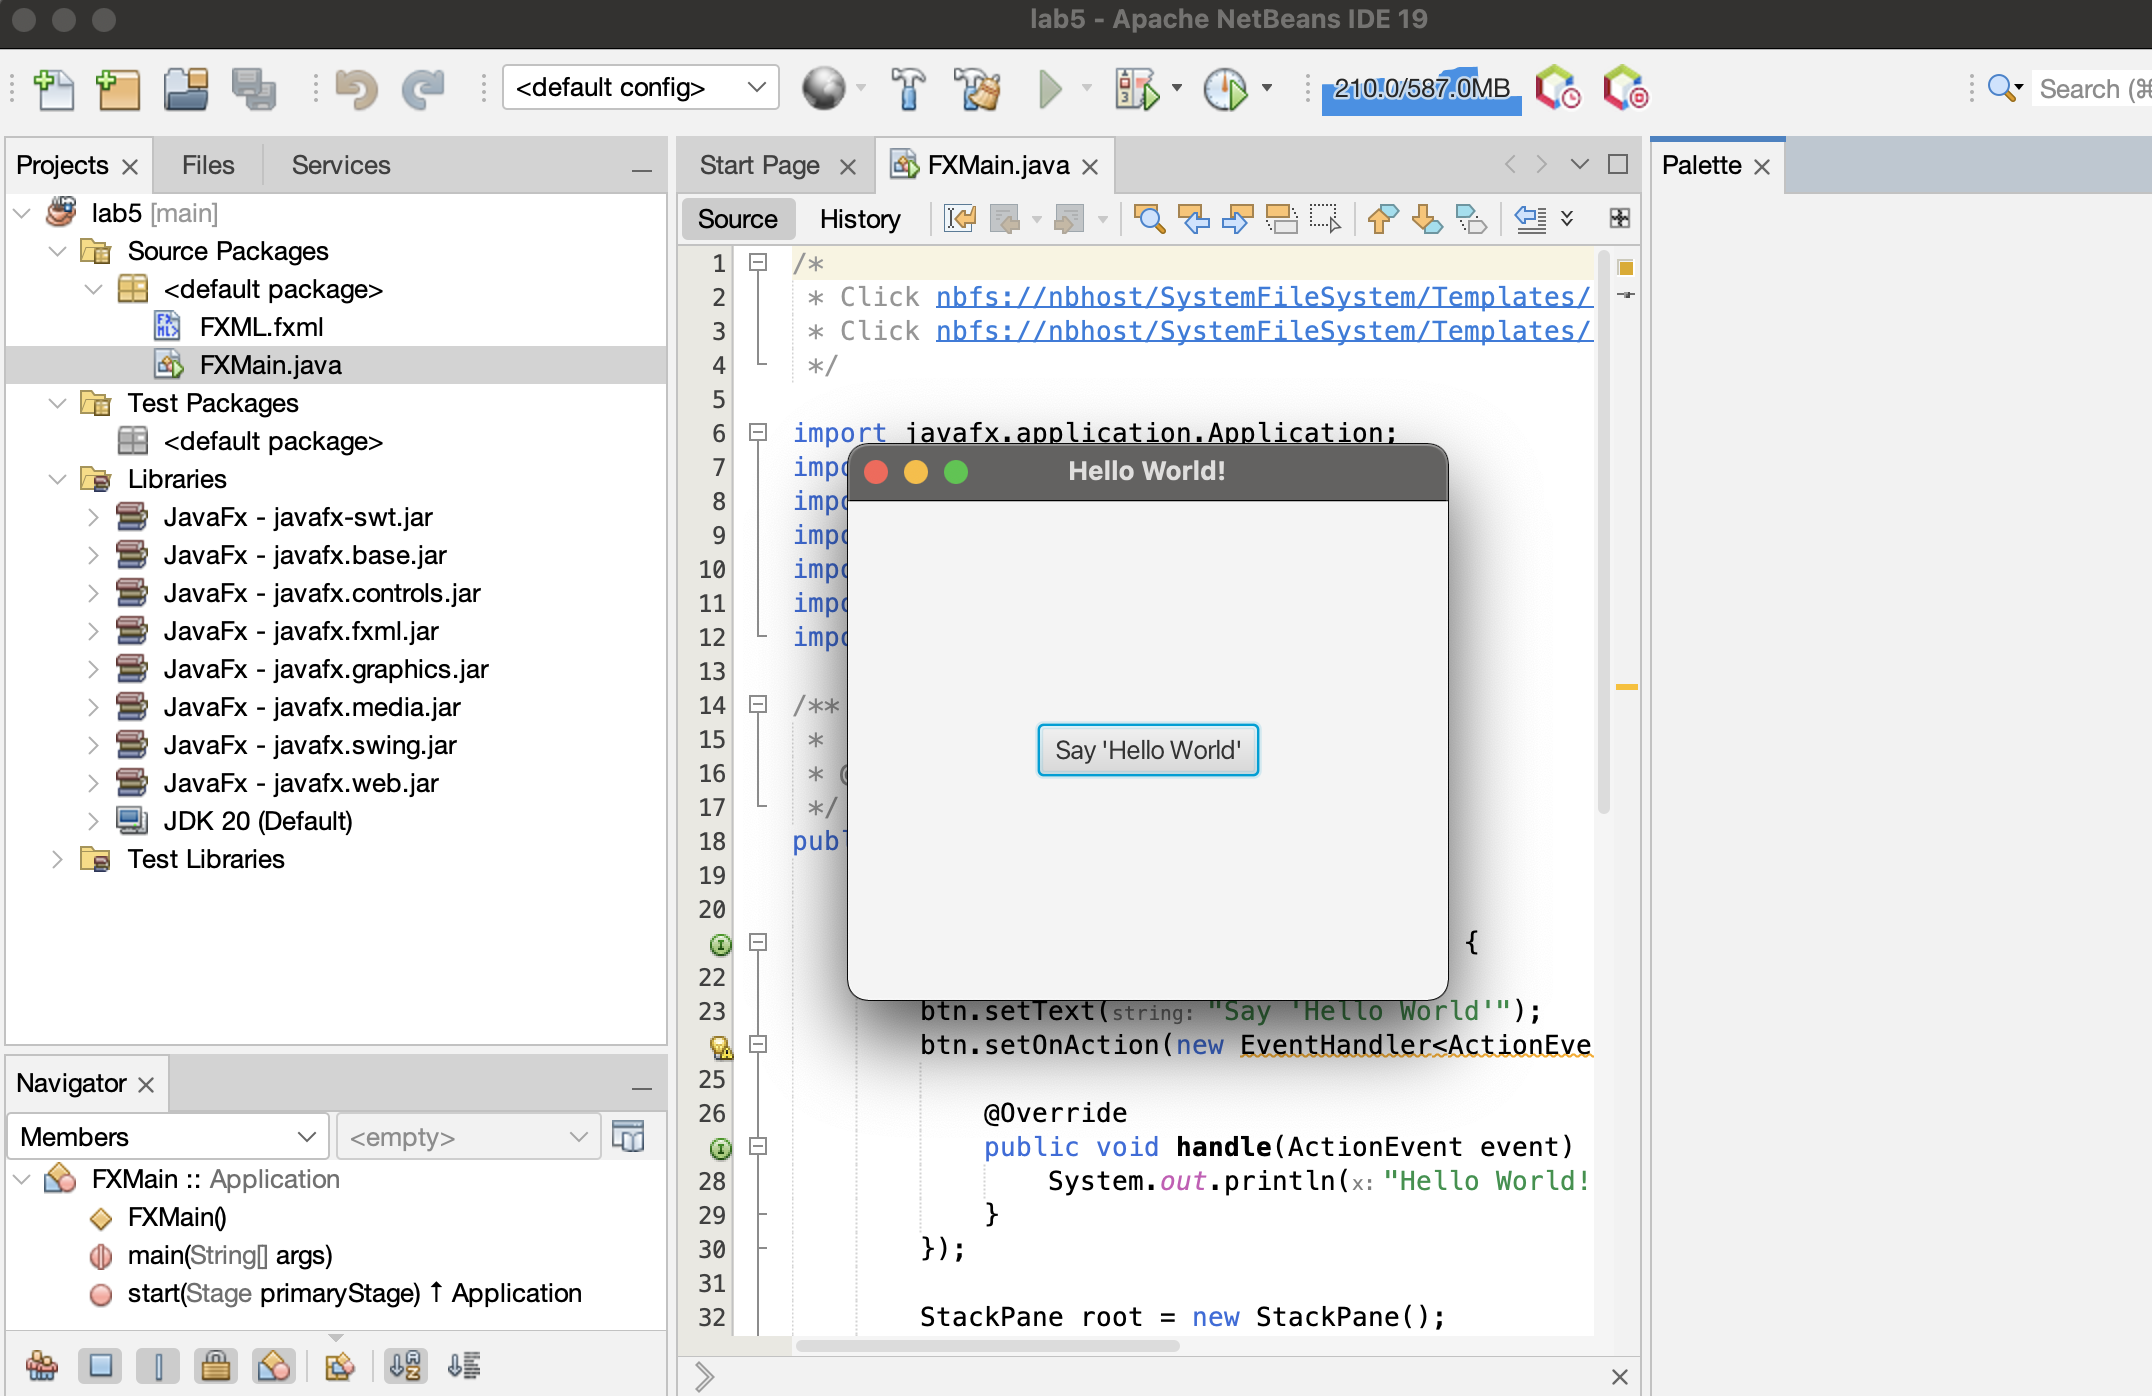 lab5 - Apache NetBeans IDE 19
<default config>
210.0/587.0MB
Search (⌘
Projects
Files
Services
lab5 [main]
Source Packages
<default package>
FXML.fxml
FXMain.java
Test Packages
<default package>
Libraries
JavaFx - javafx-swt.jar
JavaFx - javafx.base.jar
JavaFx - javafx.controls.jar
JavaFx - javafx.fxml.jar
JavaFx - javafx.graphics.jar
JavaFx - javafx.media.jar
JavaFx - javafx.swing.jar
JavaFx - javafx.web.jar
JDK 20 (Default)
Test Libraries
Navigator
Members
<empty>
FXMain :: Application
FXMain()
main(String[] args)
start(Stage primaryStage) ↑ Application
Start Page
FXMain.java
Source
History
1 /*
2 * Click nbfs://nbhost/SystemFileSystem/Templates/
3 * Click nbfs://nbhost/SystemFileSystem/Templates/
4 */
5
6 import javafx.application.Application;
7 impo
8 impo
9 impo
10 impo
11 impo
12 impo
13
14 /**
15 *
16 * @
17 */
18 publ
19
20
{
22
23 btn.setText(string: "Say 'Hello World'");
btn.setOnAction(new EventHandler<ActionEve
25
26 @Override
public void handle(ActionEvent event)
28 System.out.println(x: "Hello World!
29 }
30 });
31
32 StackPane root = new StackPane();
Hello World!
Say 'Hello World'
Palette